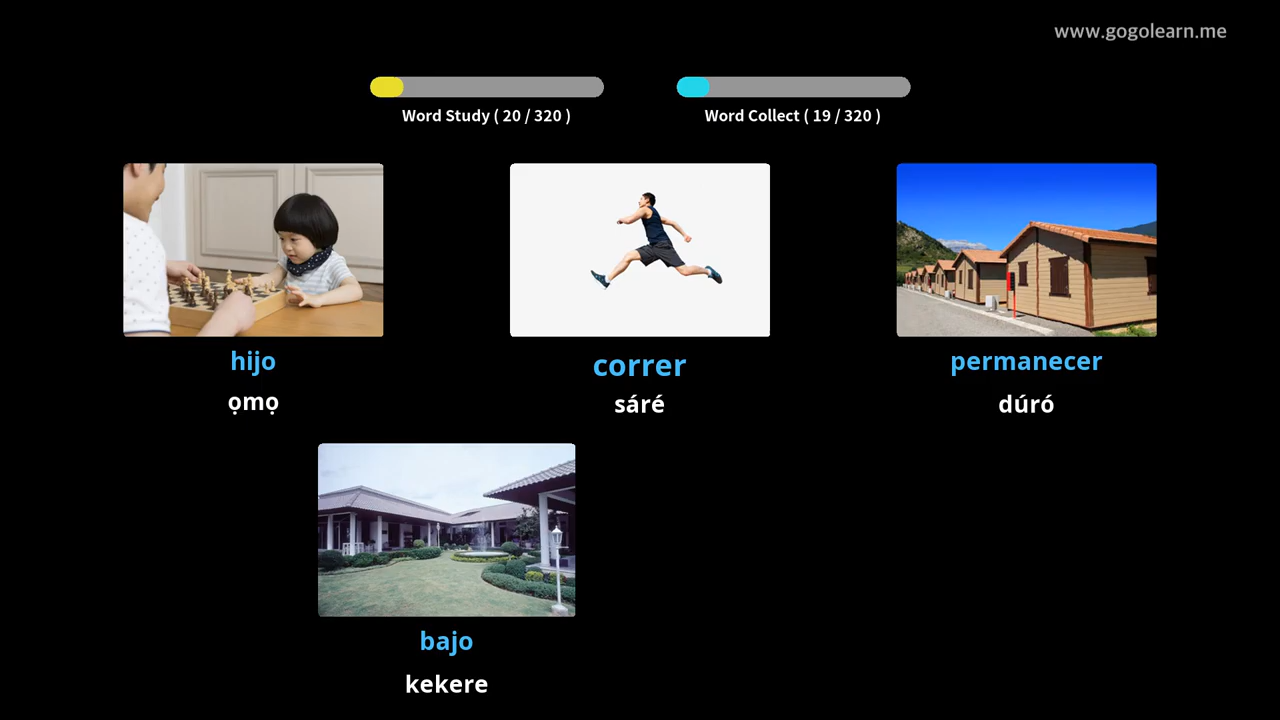 www.gogolearn.me
Word Study ( 20 / 320 )
Word Collect ( 19 / 320 )
hijo
ọmọ
correr
sáré
permanecer
dúró
bajo
kekere